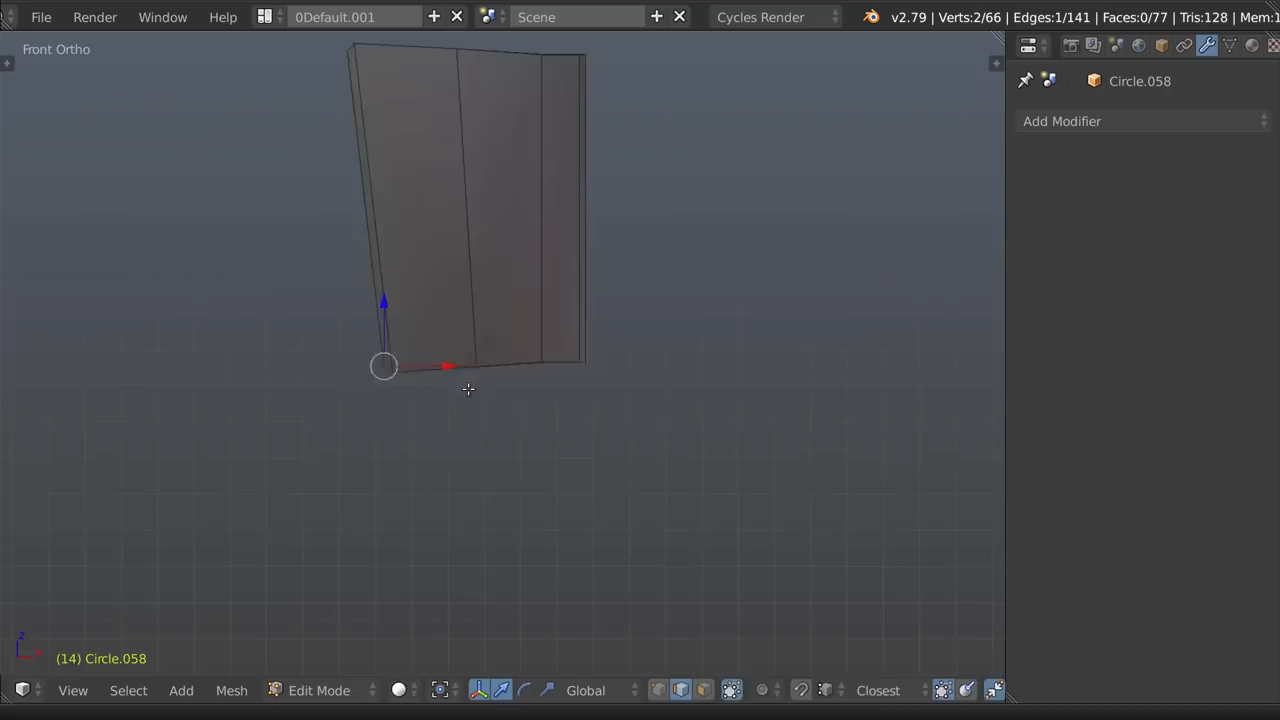 File Render Window Help 0Default.001 Scene Cycles Render v2.79 | Verts:2/66 | Edges:1/141 | Faces:0/77 | Tris:128 | Mem:1
Front Ortho
Circle.058
Add Modifier
z
(14) Circle.058
View Select Add Mesh Edit Mode Global Closest